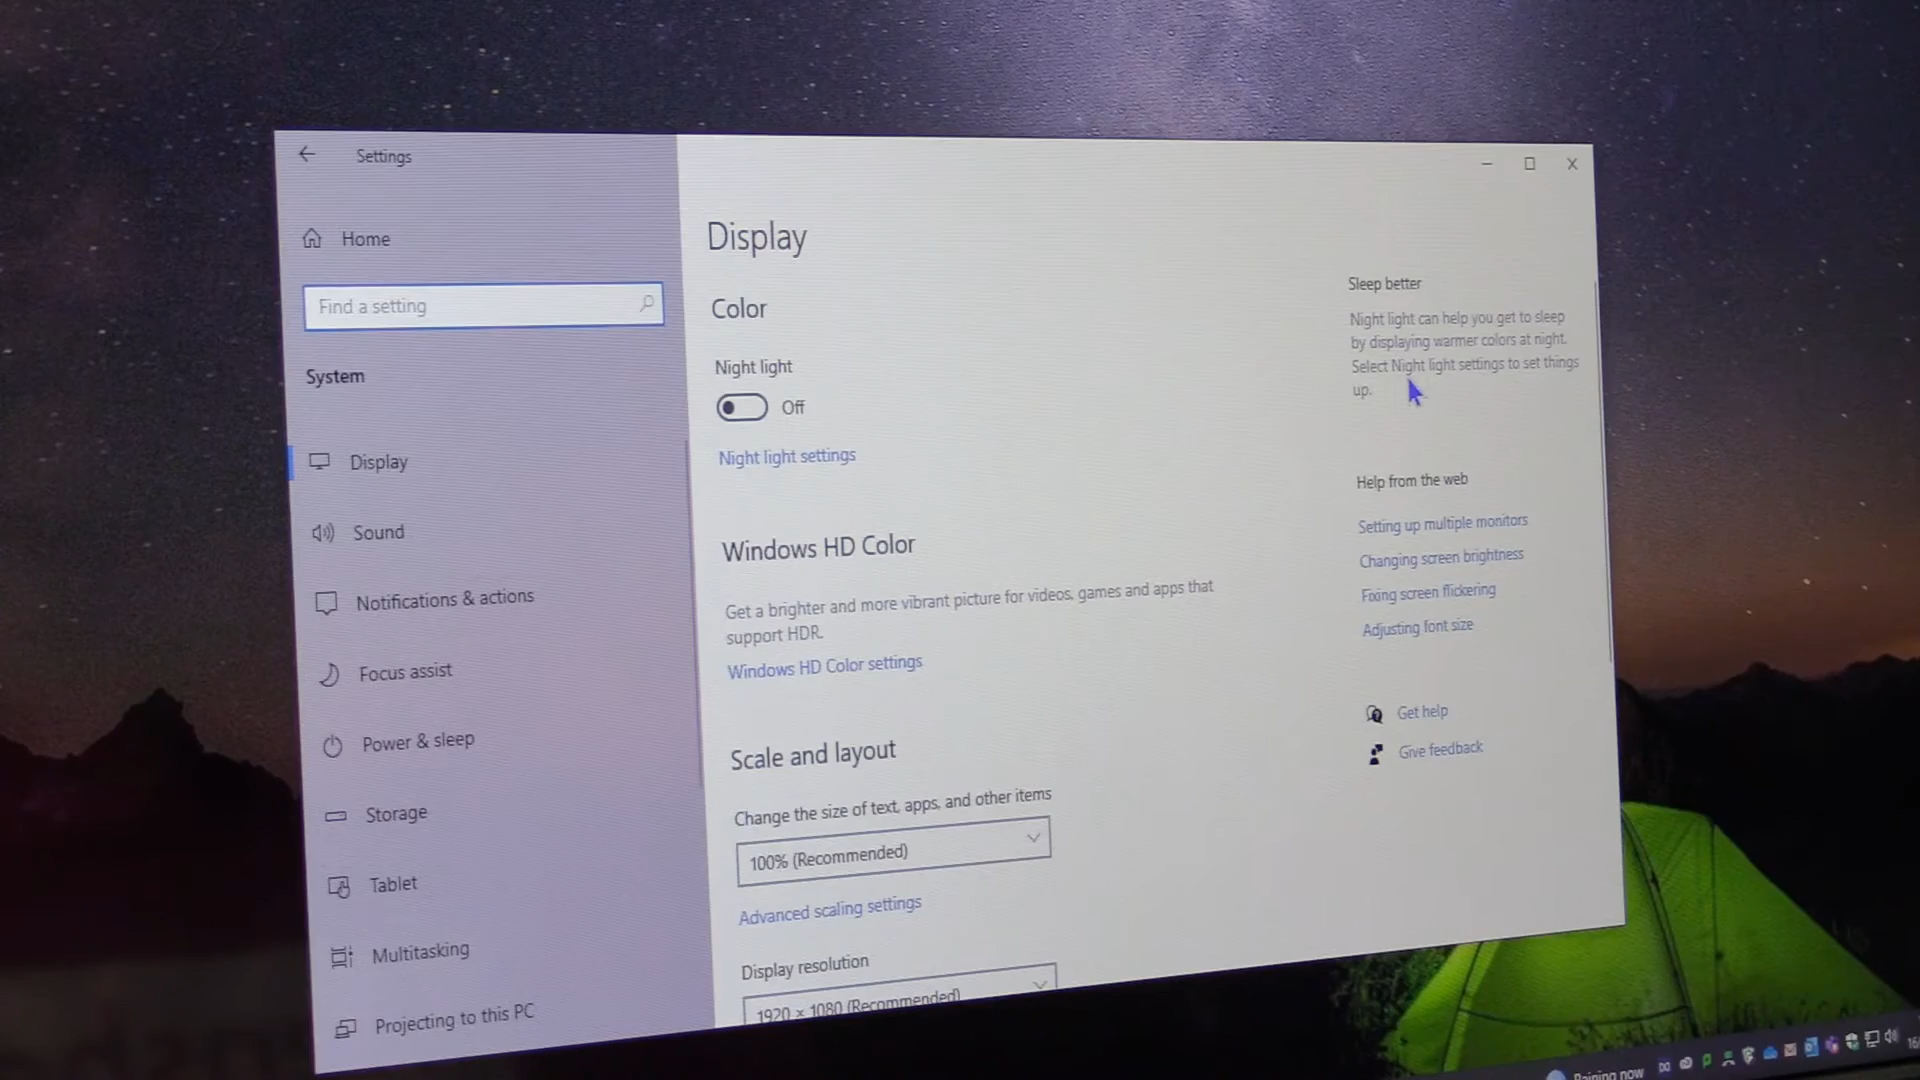 Settings
Home
Find a setting
System
Display
Sound
Notifications & actions
Focus assist
Power & sleep
Storage
Tablet
Multitasking
Projecting to this PC
Display
Color
Night light
Off
Night light settings
Windows HD Color
Get a brighter and more vibrant picture for videos, games and apps that
support HDR.
Windows HD Color settings
Scale and layout
Change the size of text, apps, and other items
100% (Recommended)
Advanced scaling settings
Display resolution
1920 × 1080 (Recommended)
Sleep better
Night light can help you get to sleep
by displaying warmer colors at night.
Select Night light settings to set things
up.
Help from the web
Setting up multiple monitors
Changing screen brightness
Fixing screen flickering
Adjusting font size
Get help
Give feedback
Raining now